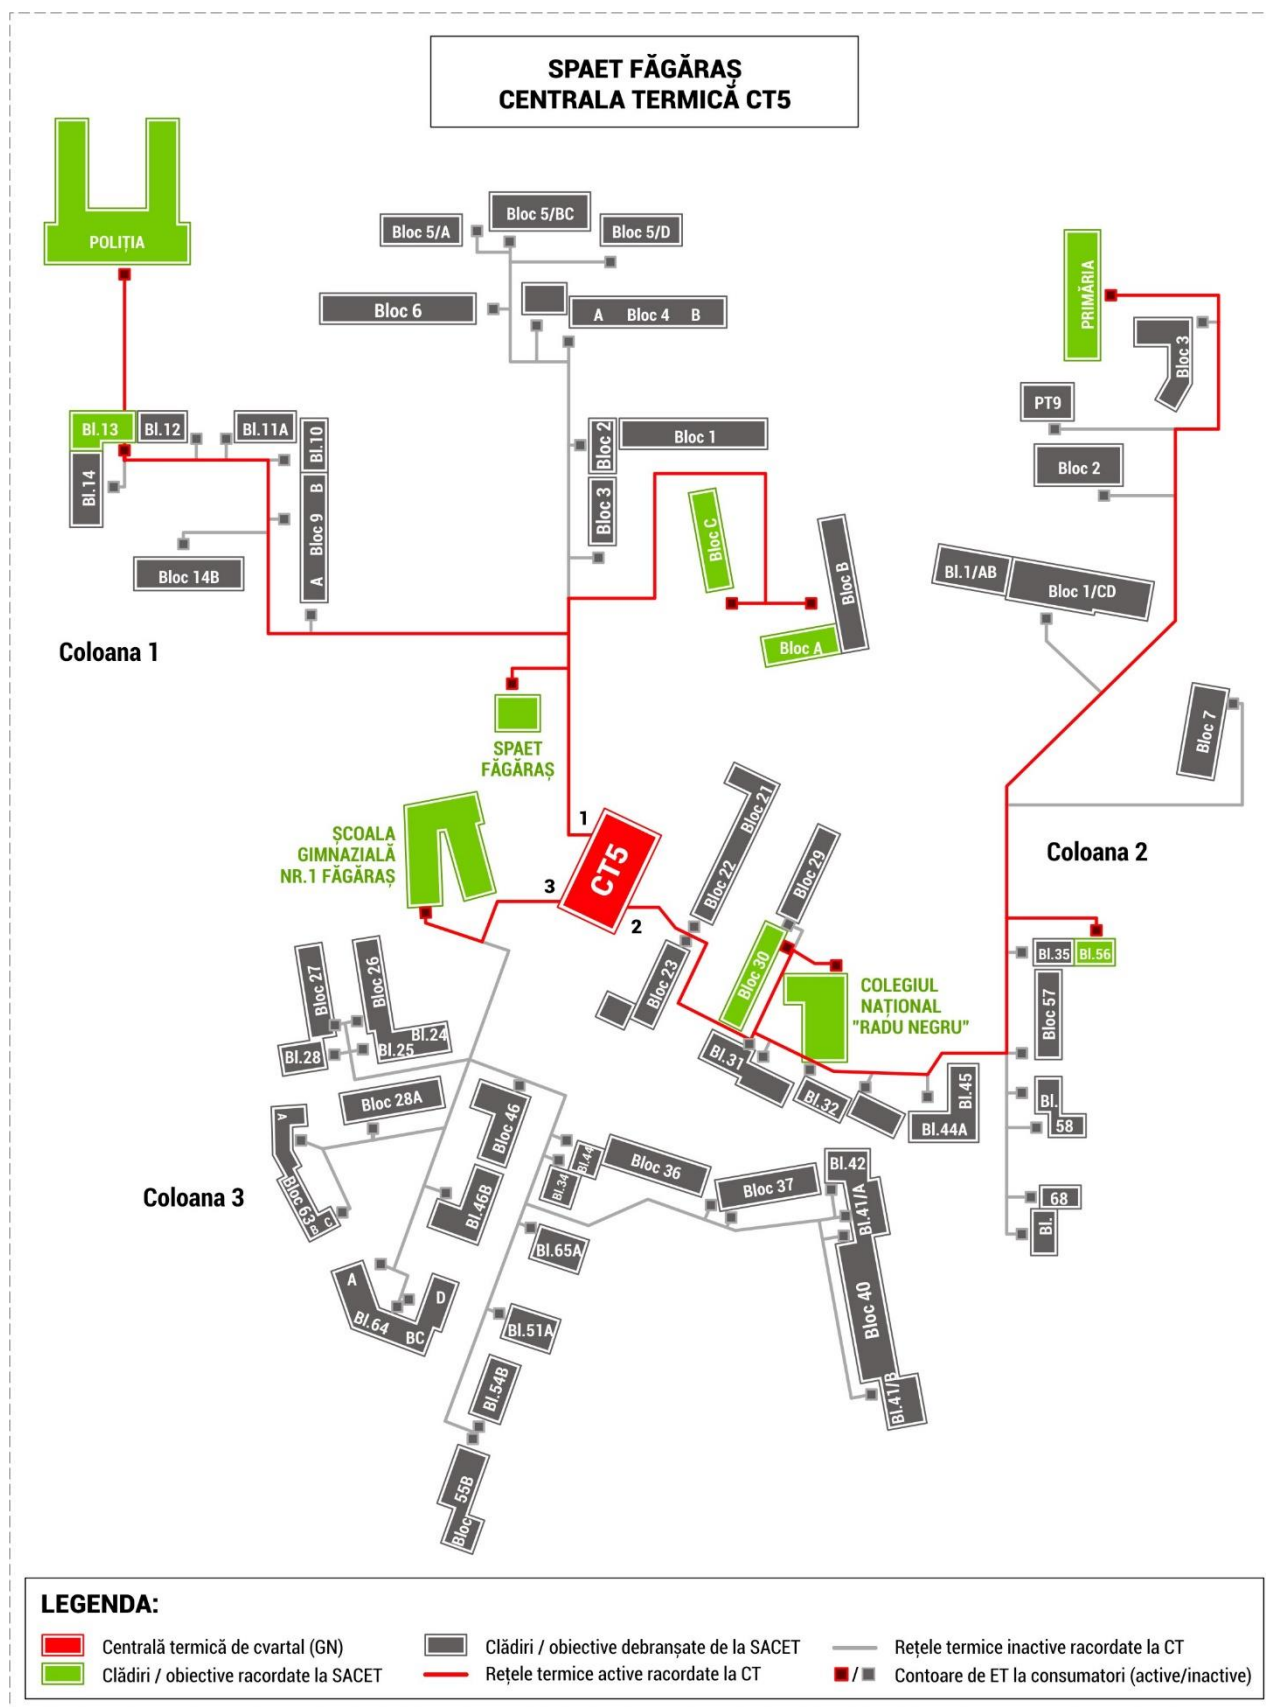 SPAET FĂGĂRAȘ
CENTRALA TERMICĂ CT5
POLIȚIA
Bloc 5/A
Bloc 5/BC
Bloc 5/D
Bloc 6
A Bloc 4 B
PRIMĂRIA
Bloc 3
PT9
Bloc 2
Bl.13
Bl.12
Bl.11A
Bl.10
Bl.14
A Bloc 9 B
Bloc 14B
Bloc 2
Bloc 1
Bloc 3
Bloc C
Bloc B
Bloc A
Bl.1/AB
Bloc 1/CD
Coloana 1
SPAET
FĂGĂRAȘ
Bloc 7
1
CT5
3
2
ȘCOALA
GIMNAZIALĂ
NR.1 FĂGĂRAȘ
Bloc 21
Bloc 22
Bloc 23
Bloc 29
Bloc 30
Coloana 2
COLEGIUL
NAȚIONAL
"RADU NEGRU"
Bl.35
Bl.56
Bloc 57
Bl.
58
68
Bl.
Bloc 27
Bloc 26
Bl.24
Bl.25
Bl.28
Bl.31
Bl.32
Bl.45
Bl.44A
Bloc 28A
Bloc 46
A
Bloc 63
B
C
Bl.46B
Bl.44
Bl.34
Bloc 36
Bloc 37
Bl.42
Bl.41/A
Bloc 40
Bl.41/B
Coloana 3
Bl.65A
A
Bl.64
BC
D
Bl.51A
Bl.54B
Bloc 55B
LEGENDA:
Centrală termică de cvartal (GN)
Clădiri / obiective debranșate de la SACET
Rețele termice inactive racordate la CT
Clădiri / obiective racordate la SACET
Rețele termice active racordate la CT
/ Contoare de ET la consumatori (active/inactive)